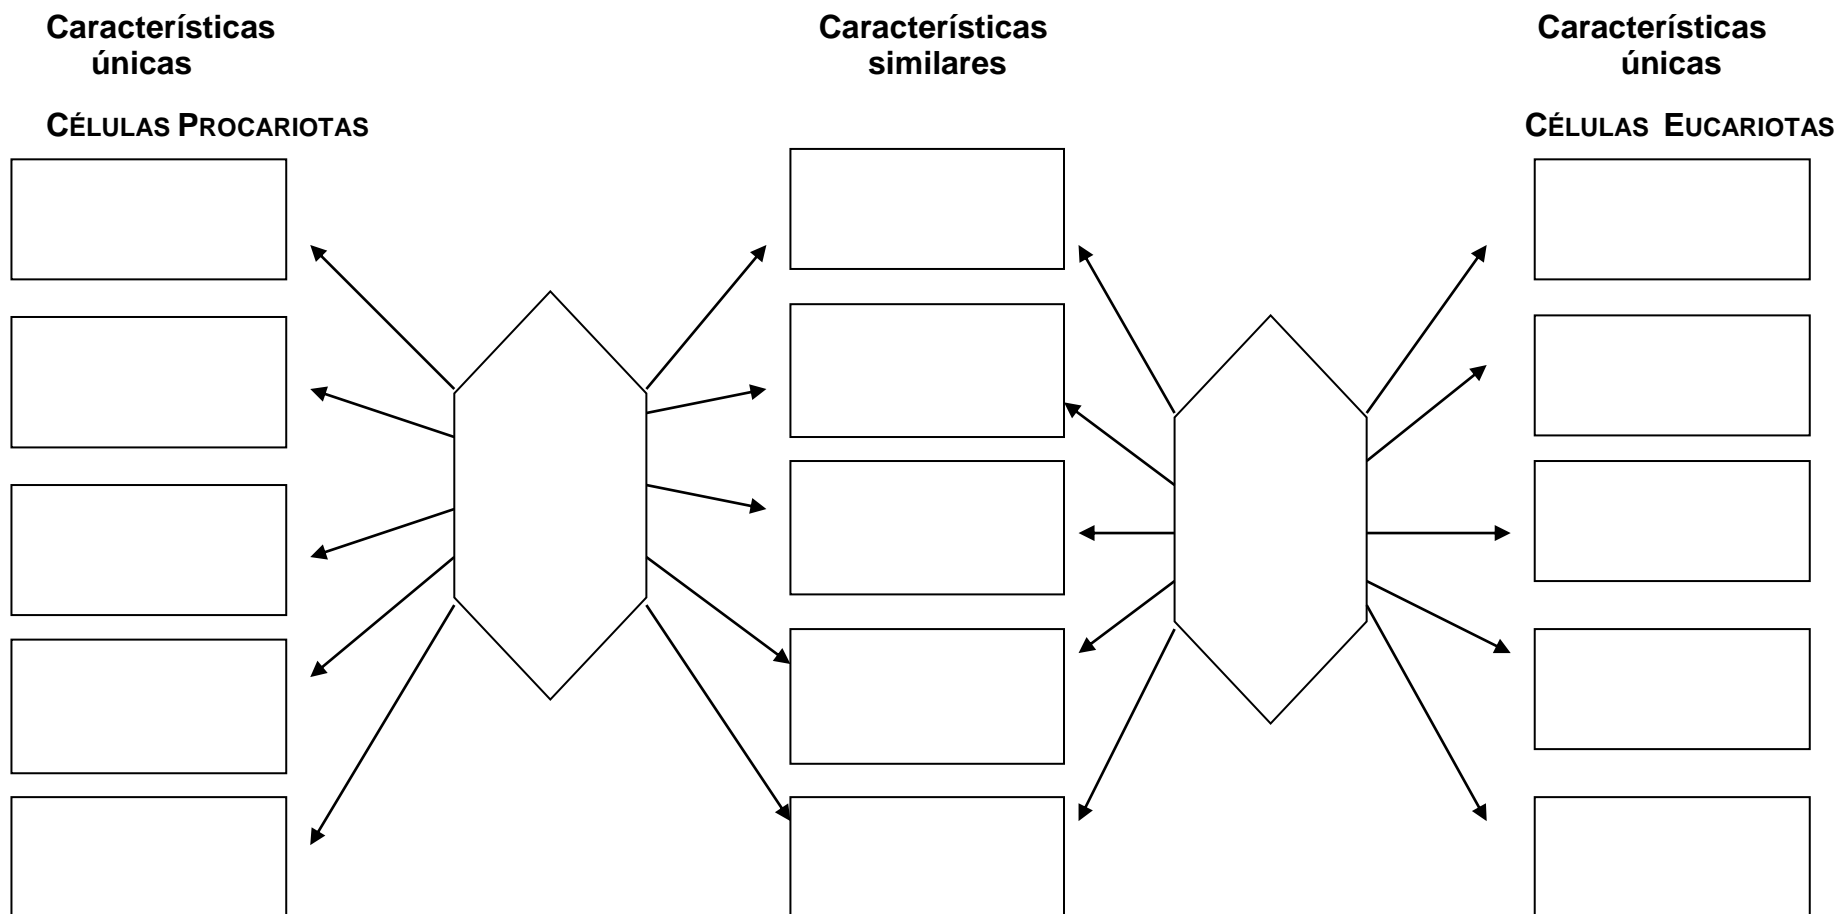 Características
únicas
CÉLULAS PROCARIOTAS
Características
similares
Características
únicas
CÉLULAS EUCARIOTAS